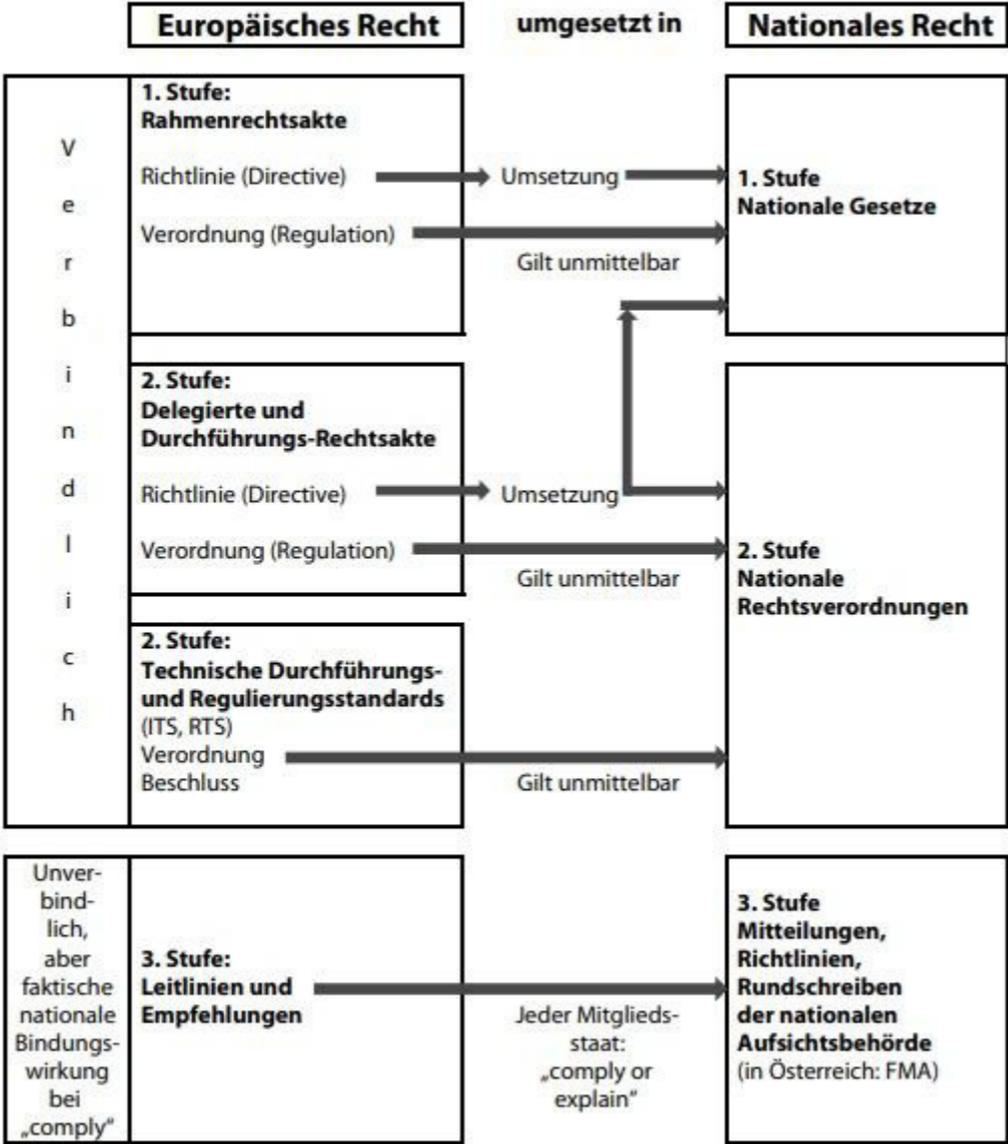 Europäisches Recht
umgesetzt in
Nationales Recht
Verbindlich
1. Stufe:
Rahmenrechtsakte
Richtlinie (Directive)
Umsetzung
Verordnung (Regulation)
Gilt unmittelbar
1. Stufe
Nationale Gesetze
2. Stufe:
Delegierte und
Durchführungs-Rechtsakte
Richtlinie (Directive)
Umsetzung
Verordnung (Regulation)
Gilt unmittelbar
2. Stufe:
Technische Durchführungs-
und Regulierungsstandards
(ITS, RTS)
Verordnung
Beschluss
Gilt unmittelbar
2. Stufe
Nationale
Rechtsverordnungen
Unver-
bind-
lich,
aber
faktische
nationale
Bindungs-
wirkung
bei
„comply“
3. Stufe:
Leitlinien und
Empfehlungen
Jeder Mitglieds-
staat:
„comply or
explain“
3. Stufe
Mitteilungen,
Richtlinien,
Rundschreiben
der nationalen
Aufsichtsbehörde
(in Österreich: FMA)